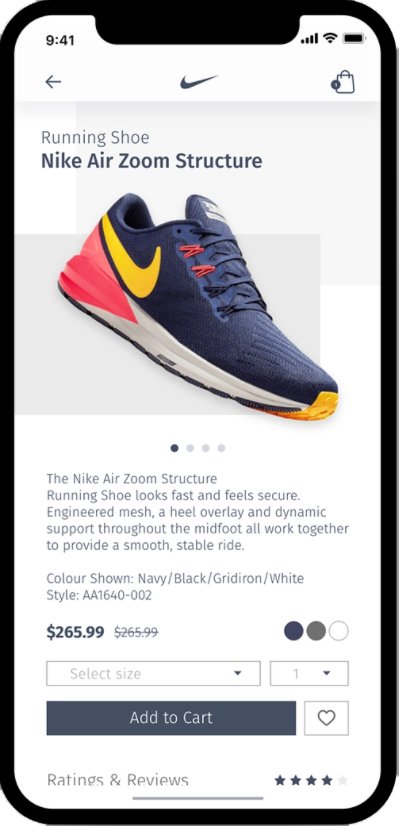 9:41
Running Shoe
Nike Air Zoom Structure
The Nike Air Zoom Structure
Running Shoe looks fast and feels secure.
Engineered mesh, a heel overlay and dynamic
support throughout the midfoot all work together
to provide a smooth, stable ride.
Colour Shown: Navy/Black/Gridiron/White
Style: AA1640-002
$265.99 $265.99
Select size 1
Add to Cart
Ratings & Reviews